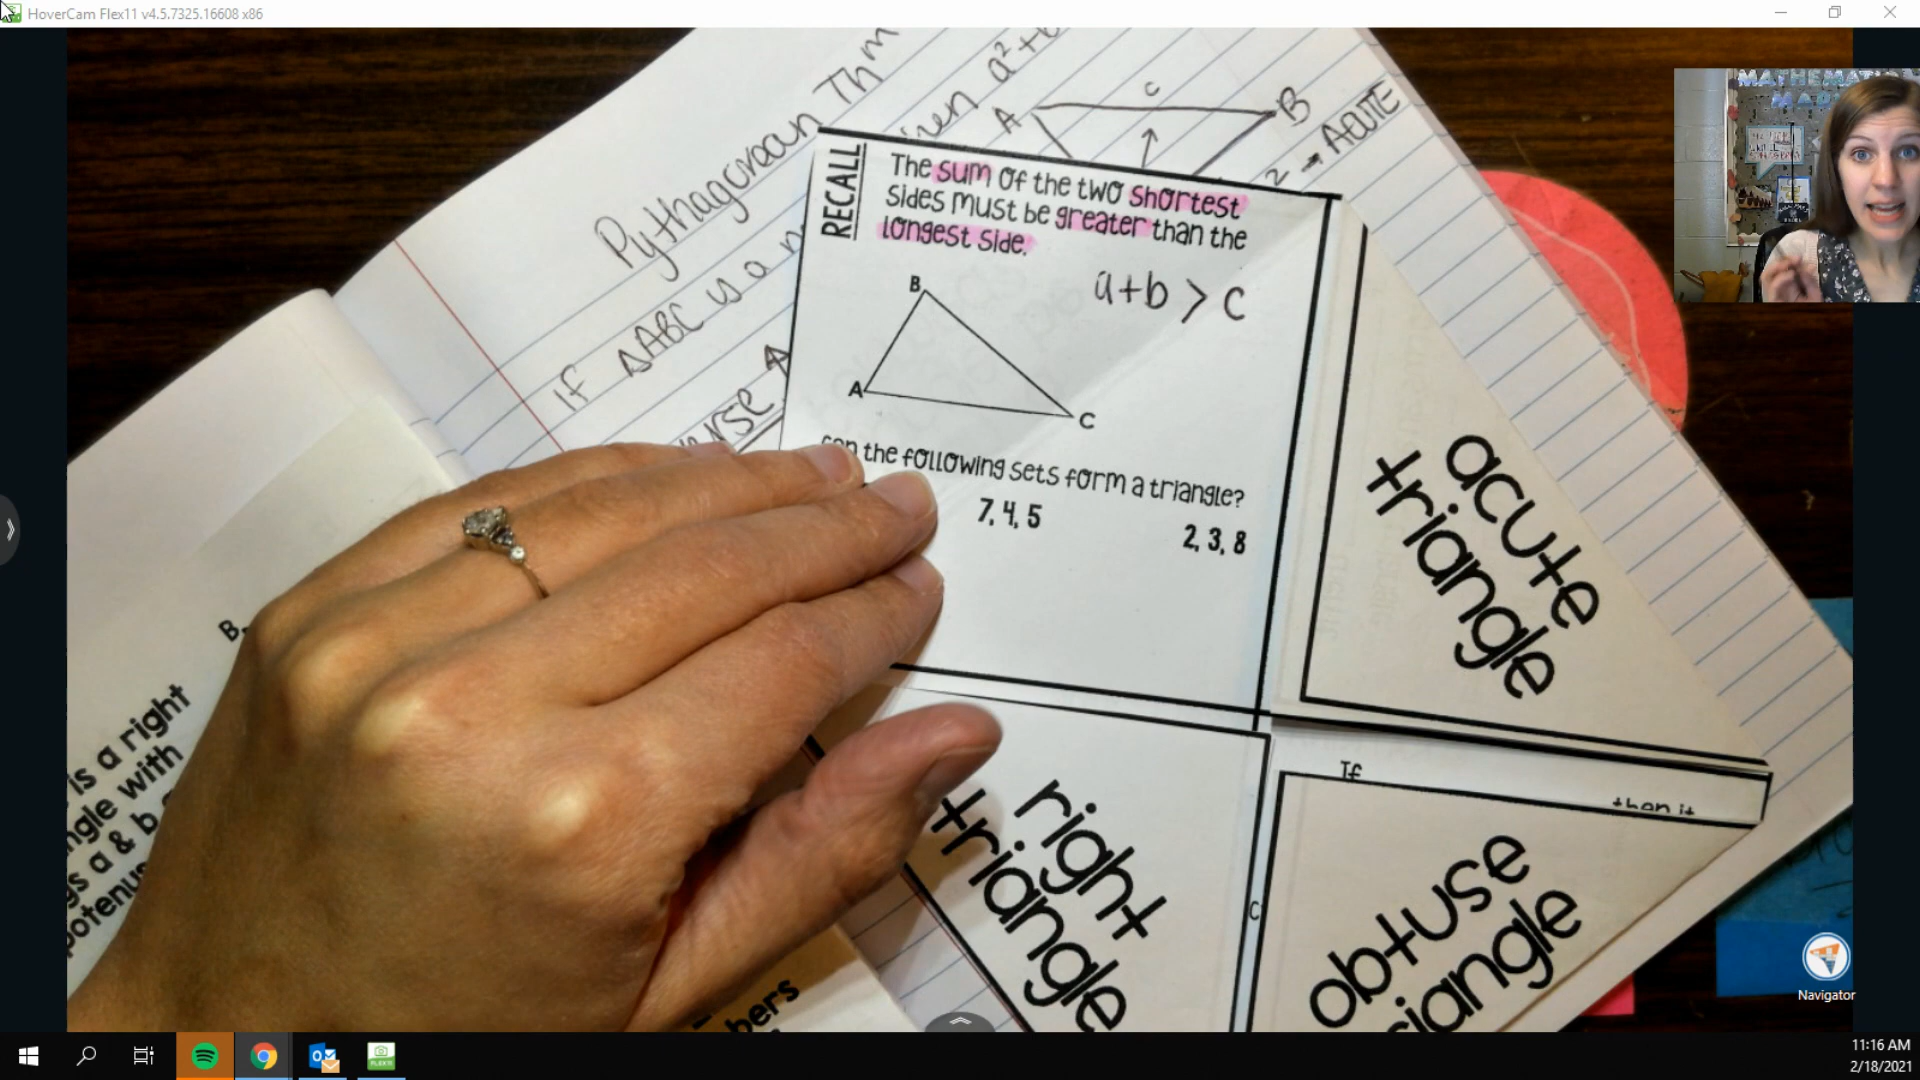 HoverCam Flex11 v4.5.7325.16608 x86
Pythagorean Thm
If △ABC is a
a²+
A
c
B
2 → ACUTE
RECALL
The sum of the two shortest
sides must be greater than the
longest side.
a+b > c
B
A
C
the following sets form a triangle?
7, 4, 5
2, 3, 8
acute
triangle
right
triangle
If
then it
C
obtuse
B
is a right
with
a & b
Navigator
11:16 AM
2/18/2021